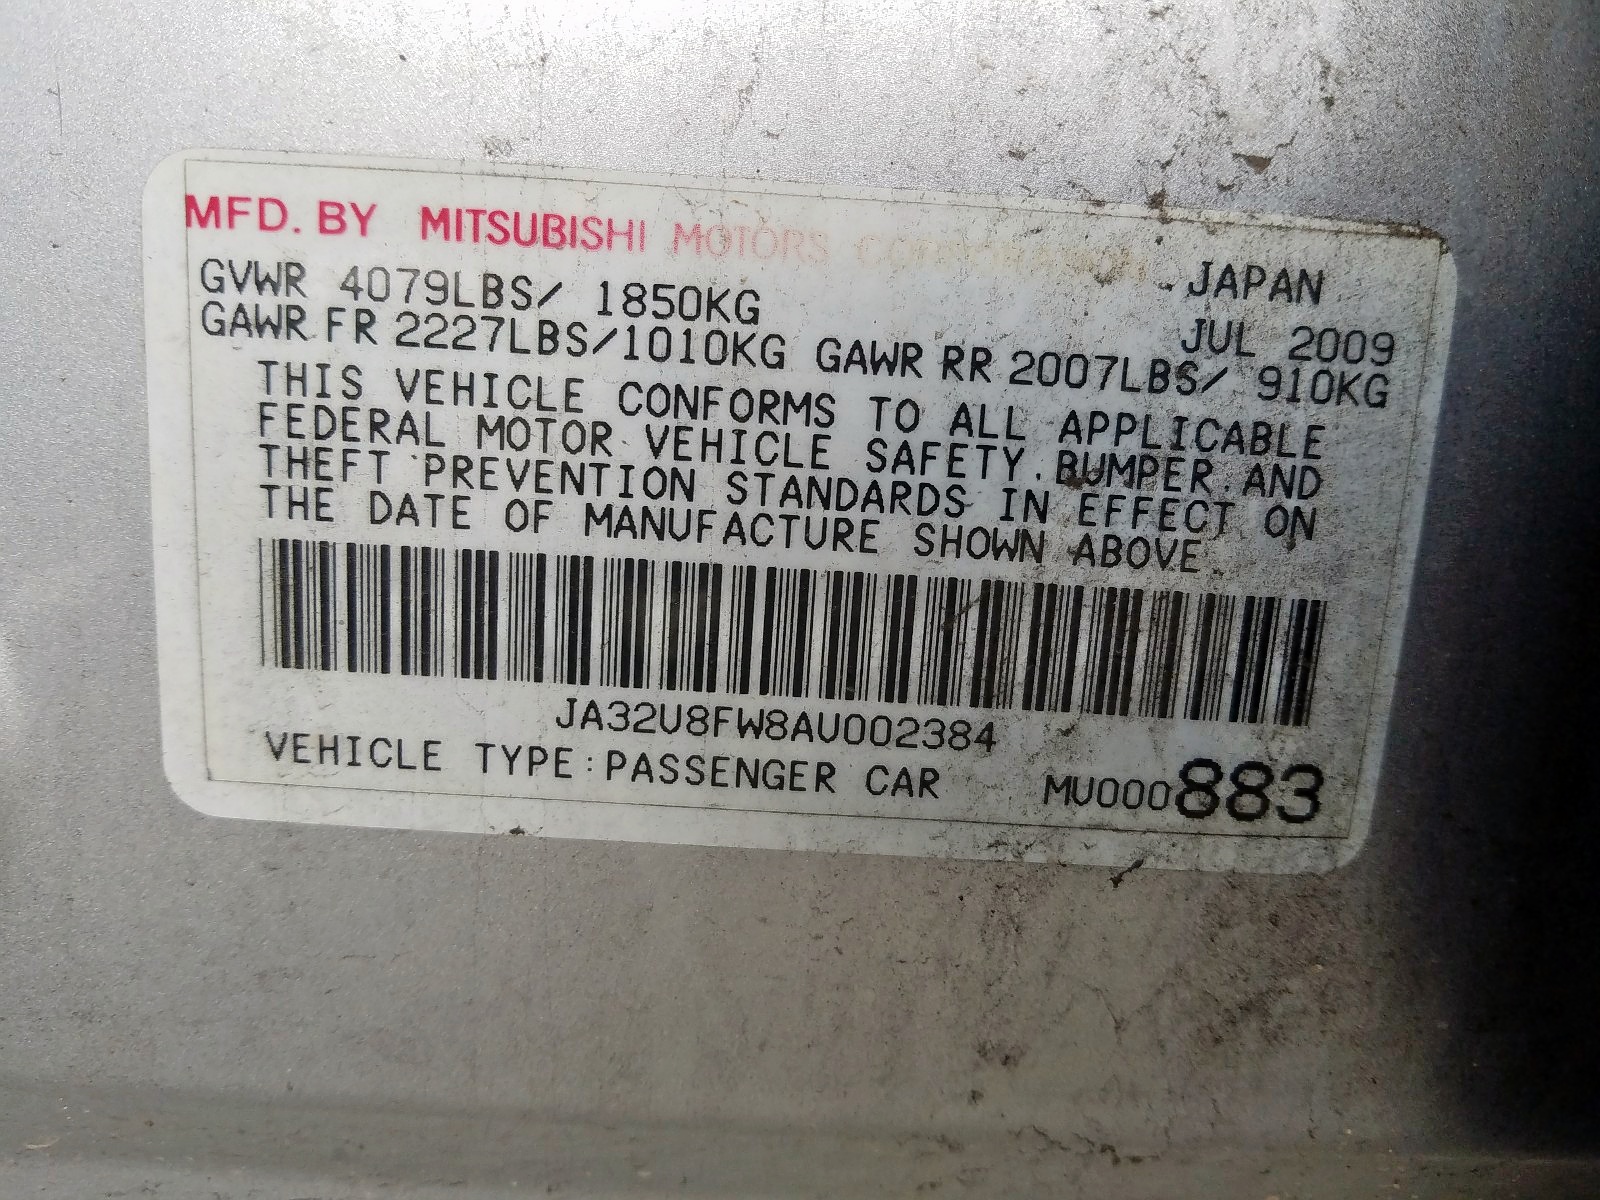 MFD. BY MITSUBISHI MOTORS CORPORATION JAPAN
GVWR 4079LBS/ 1850KG JUL 2009
GAWR FR 2227LBS/1010KG GAWR RR 2007LBS/ 910KG
THIS VEHICLE CONFORMS TO ALL APPLICABLE
FEDERAL MOTOR VEHICLE SAFETY, BUMPER, AND
THEFT PREVENTION STANDARDS IN EFFECT ON
THE DATE OF MANUFACTURE SHOWN ABOVE.
JA32U8FW8AU002384
VEHICLE TYPE:PASSENGER CAR MU000883